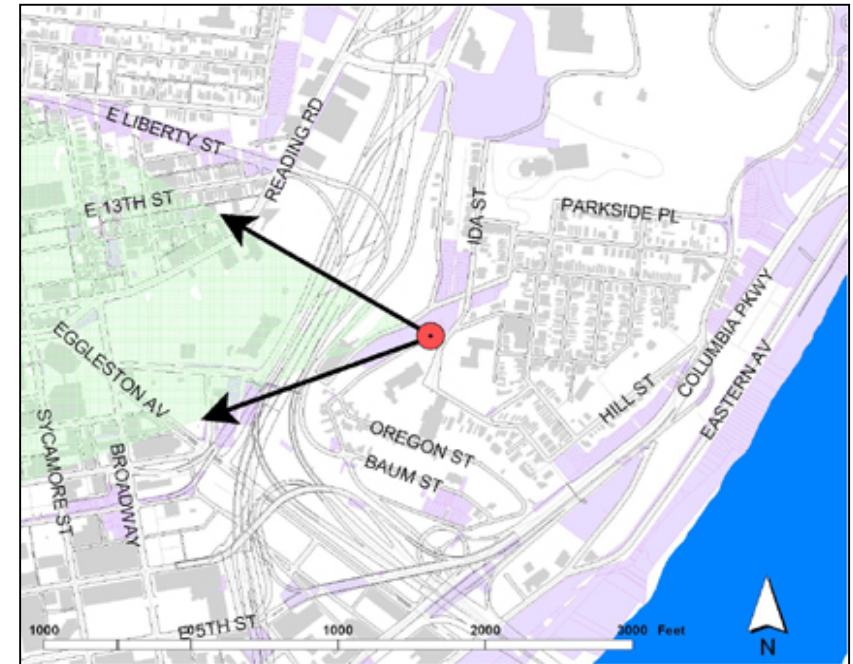 E LIBERTY ST
READING RD
E 13TH ST
IDA ST
PARKSIDE PL
EGGLESTON AV
COLUMBIA PKWY
EASTERN AV
HILL ST
SYCAMORE ST
BROADWAY
OREGON ST
BAUM ST
E 5TH ST
1000 0 1000 2000 3000 Feet
N